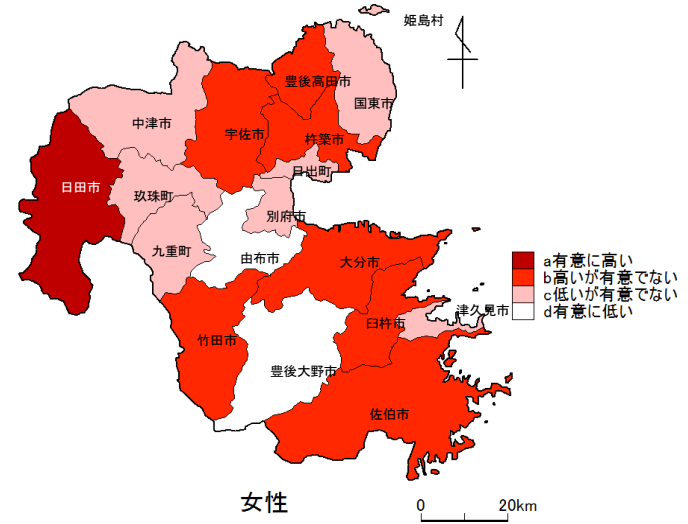 姫島村
豊後高田市
国東市
中津市
宇佐市
杵築市
日出町
日田市
玖珠町
別府市
九重町
由布市
大分市
a有意に高い
b高いが有意でない
c低いが有意でない
d有意に低い
津久見市
臼杵市
竹田市
豊後大野市
佐伯市
女性
0 20km